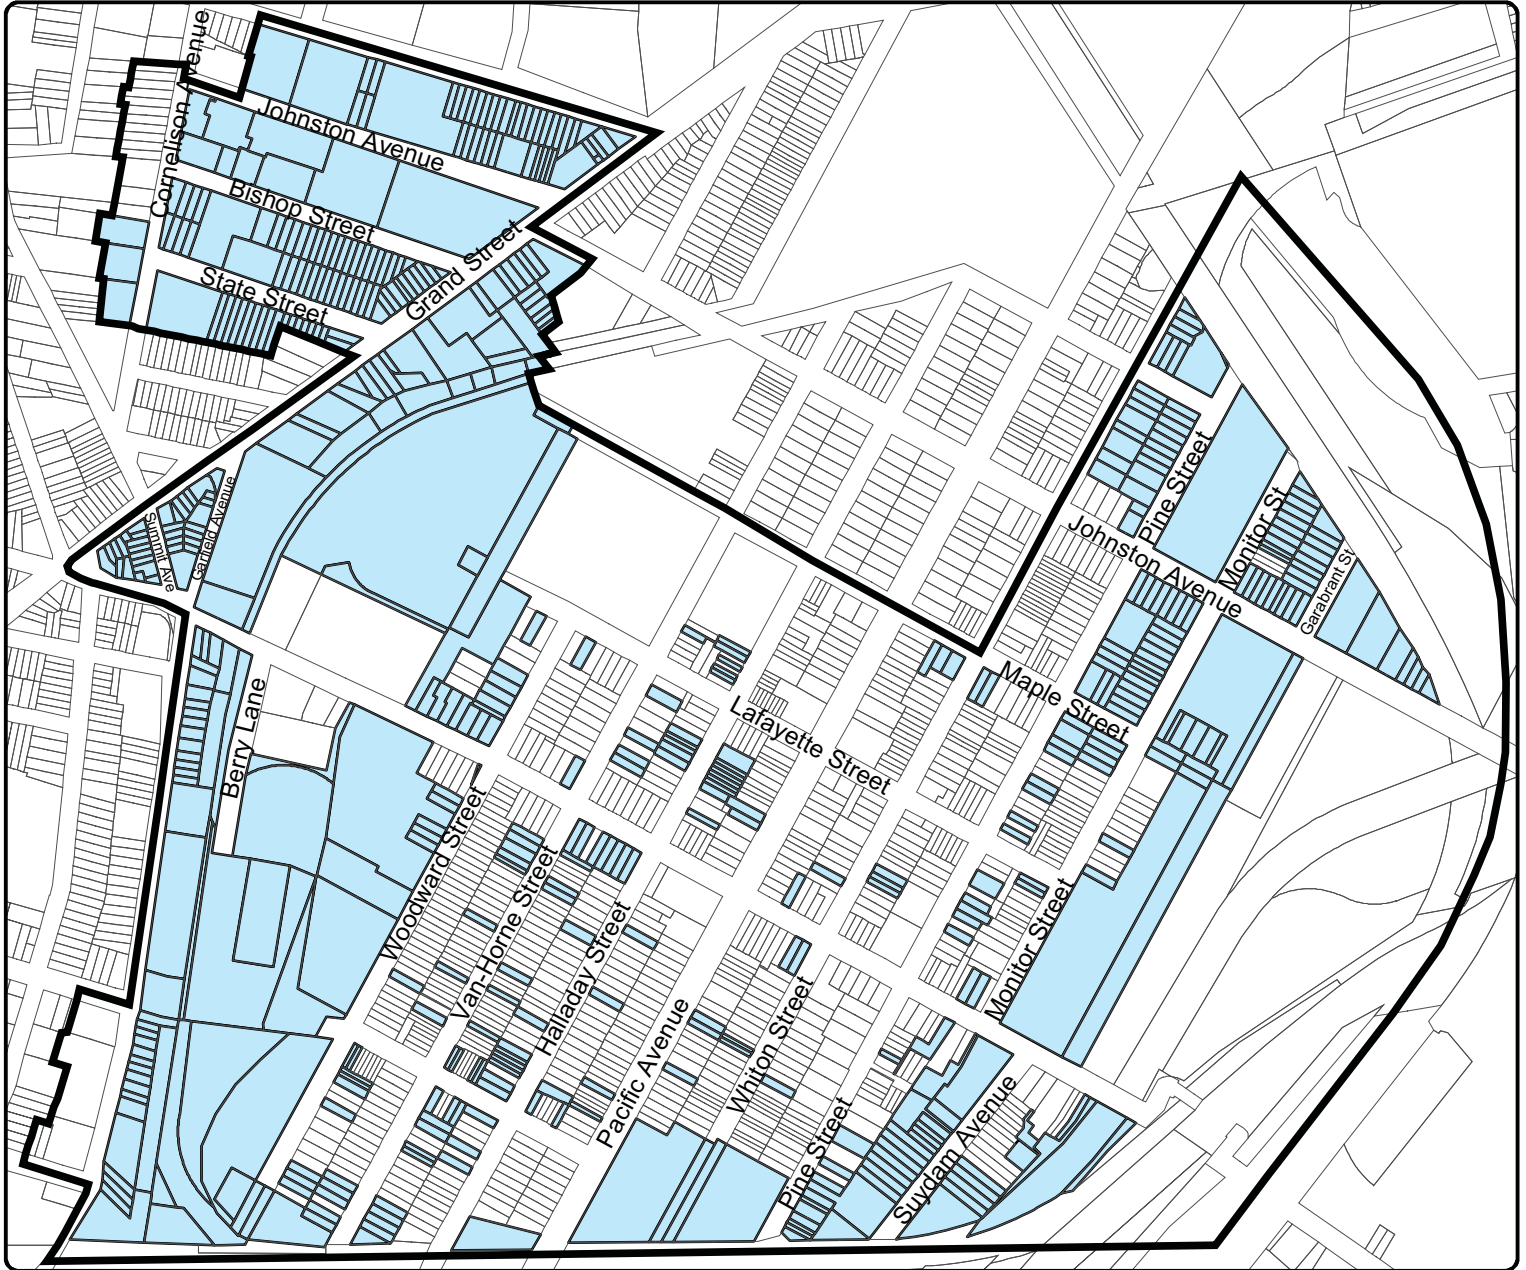 Cornelison Avenue
Johnston Avenue
Bishop Street
State Street
Grand Street
Summit Ave
Garfield Avenue
Pine Street
Monitor St
Johnston Avenue
Garabrant St
Berry Lane
Maple Street
Lafayette Street
Woodward Street
Van-Horne Street
Halladay Street
Pacific Avenue
Whiton Street
Monitor Street
Pine Street
Suydam Avenue